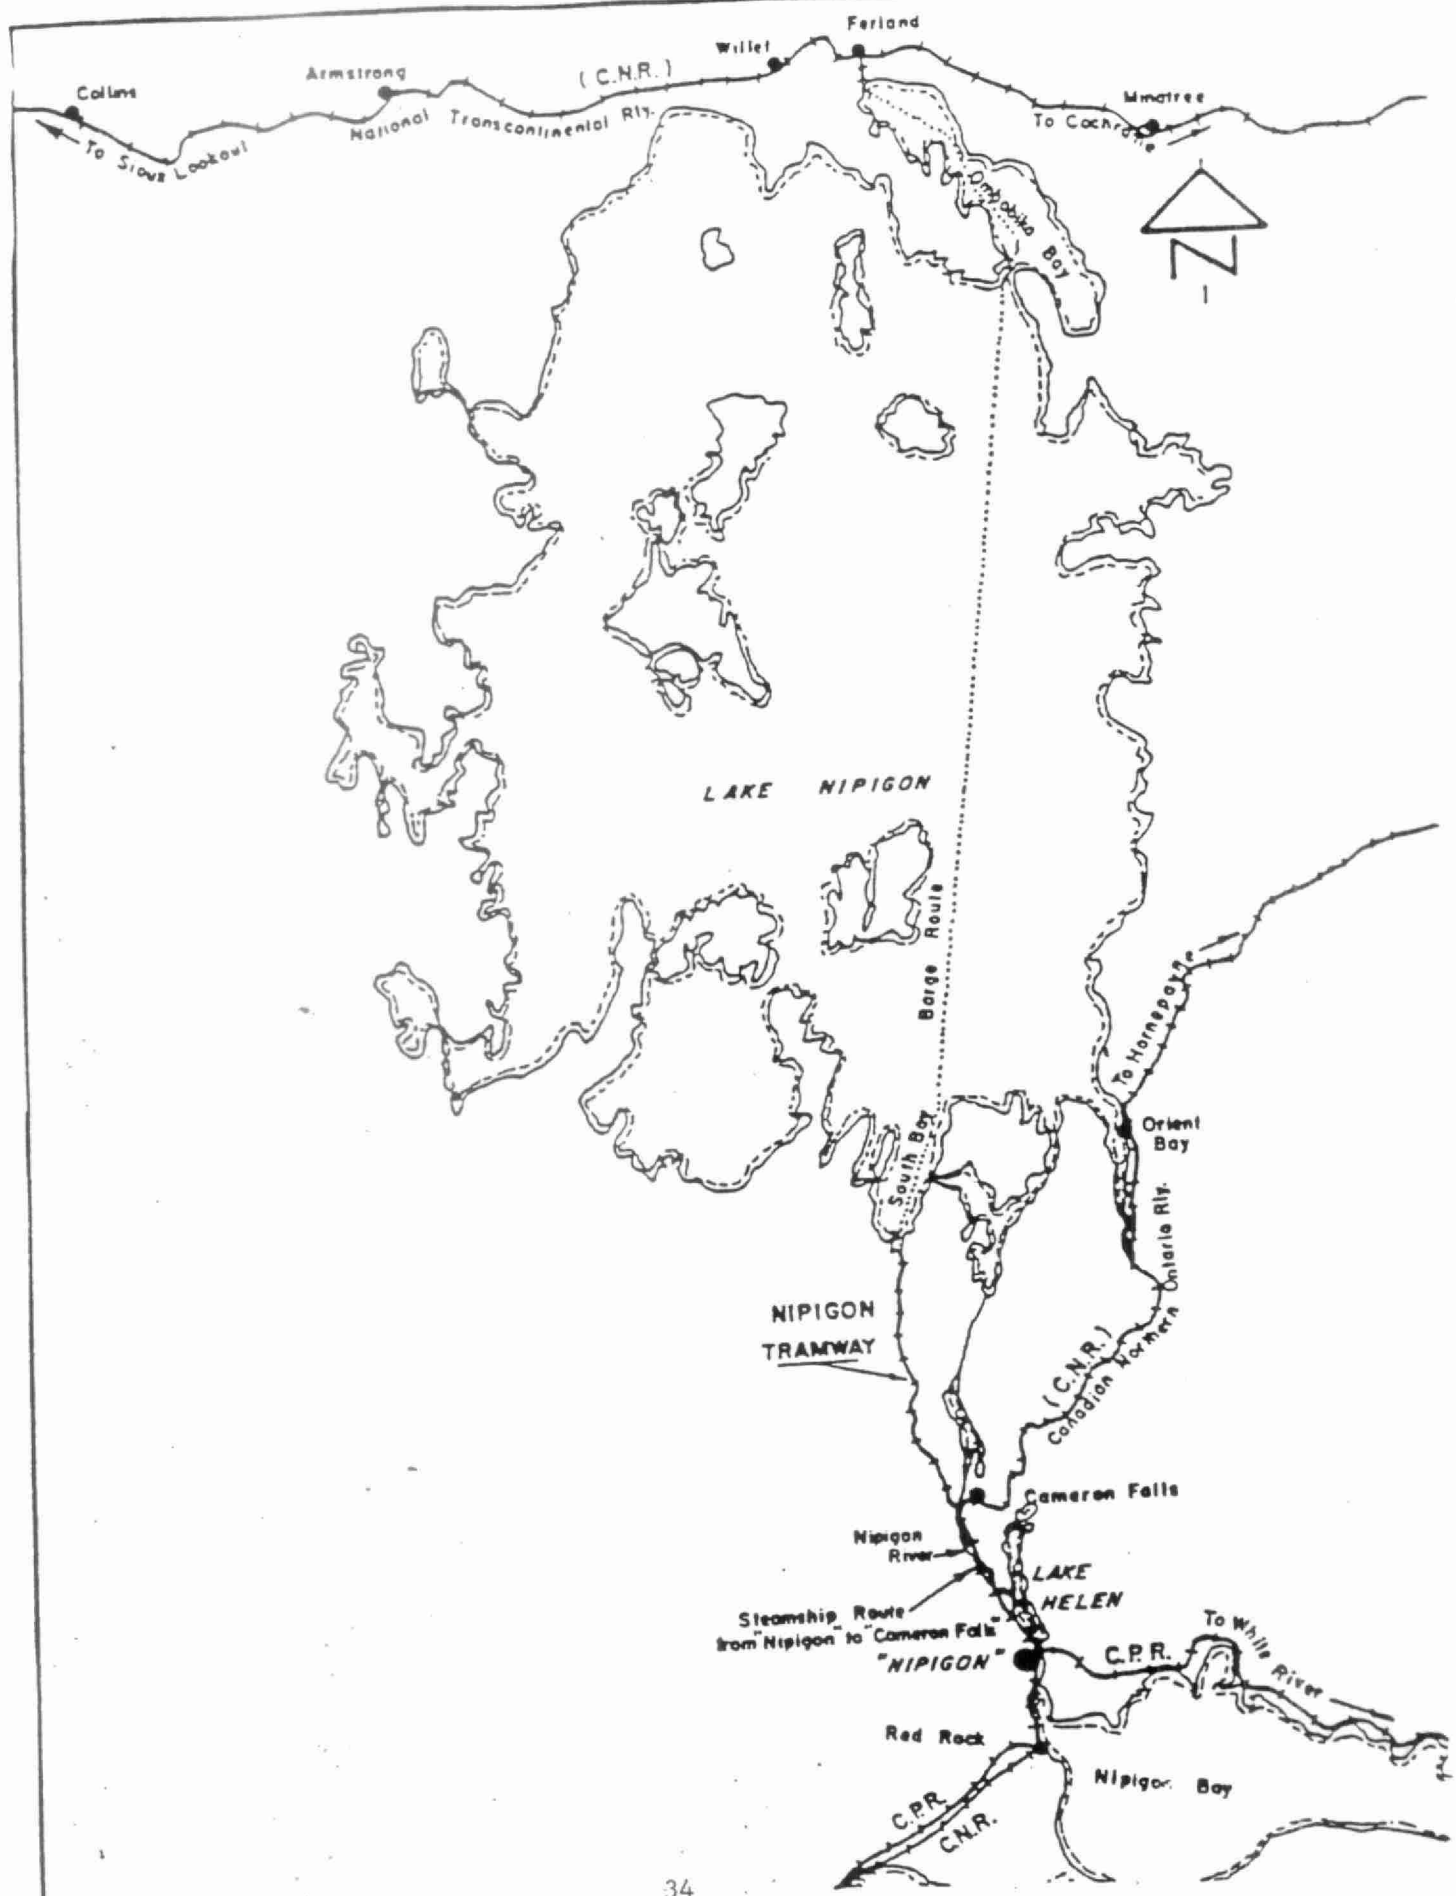 Ferland
Willet
Armstrong
(C.N.R.)
Collins
Minatree
National Transcontinental Rly.
To Cochrane
To Sioux Lookout
Ombabika Bay
N
LAKE NIPIGON
Barge Route
To Hornepayne
Orient
Bay
South Bay
Ontario Rly.
NIPIGON
TRAMWAY
(C.N.R.)
Canadian Northern
Cameron Falls
Nipigon
River
LAKE
HELEN
Steamship Route
from "Nipigon" to "Cameron Falls"
"NIPIGON"
To White River
C.P.R.
Red Rock
Nipigon Bay
C.P.R.
C.N.R.
34